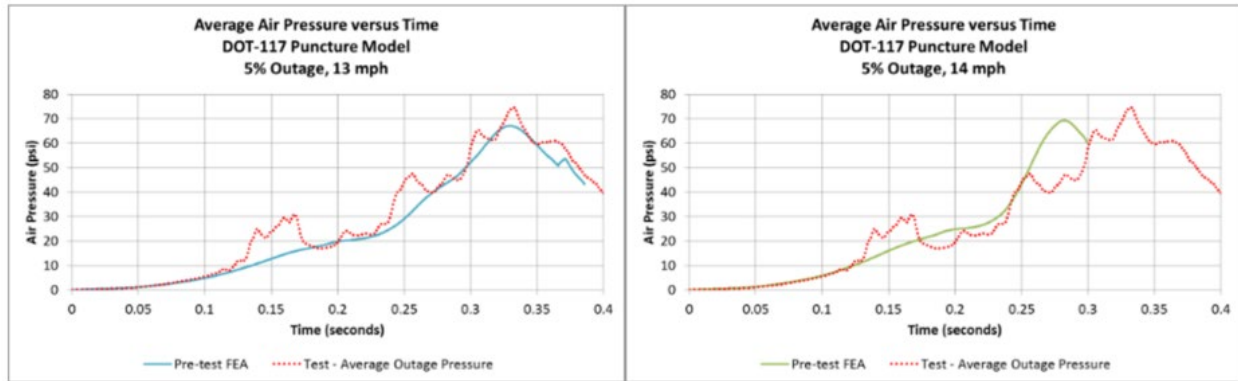 Average Air Pressure versus Time
DOT-117 Puncture Model
5% Outage, 13 mph
Air Pressure (psi)
80
70
60
50
40
30
20
10
0
0
0.05
0.1
0.15
0.2
0.25
0.3
0.35
0.4
Time (seconds)
Pre-test FEA
Test - Average Outage Pressure
Average Air Pressure versus Time
DOT-117 Puncture Model
5% Outage, 14 mph
Air Pressure (psi)
80
70
60
50
40
30
20
10
0
0
0.05
0.1
0.15
0.2
0.25
0.3
0.35
0.4
Time (seconds)
Pre-test FEA
Test - Average Outage Pressure